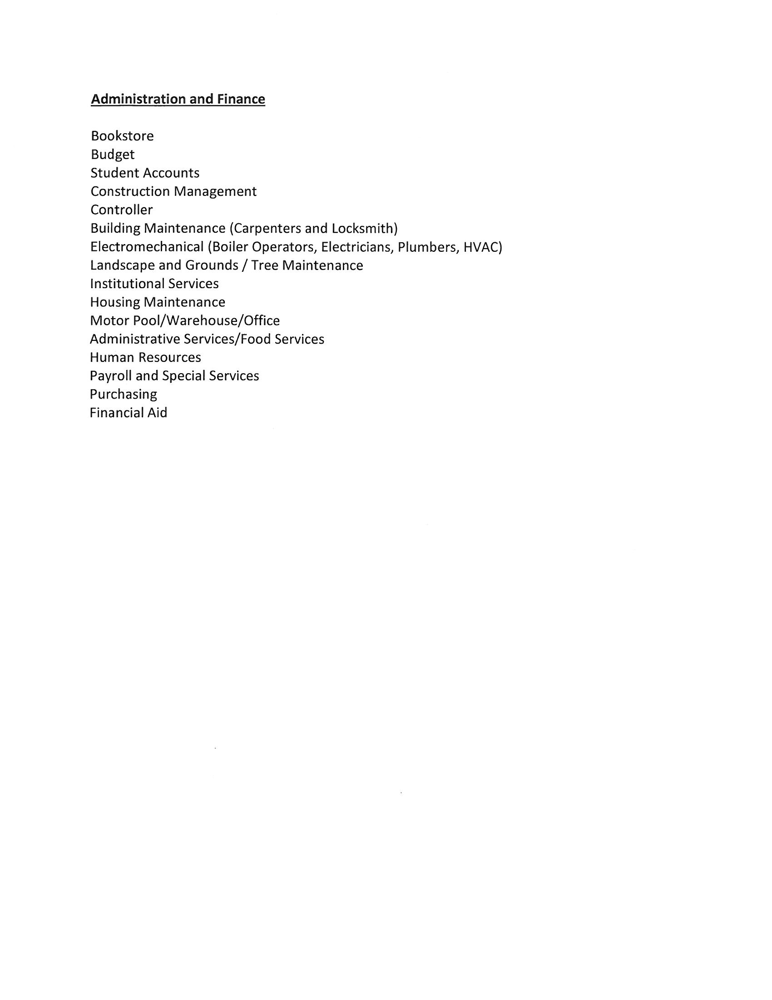 Administration and Finance
Bookstore
Budget
Student Accounts
Construction Management
Controller
Building Maintenance (Carpenters and Locksmith)
Electromechanical (Boiler Operators, Electricians, Plumbers, HVAC)
Landscape and Grounds / Tree Maintenance
Institutional Services
Housing Maintenance
Motor Pool/Warehouse/Office
Administrative Services/Food Services
Human Resources
Payroll and Special Services
Purchasing
Financial Aid